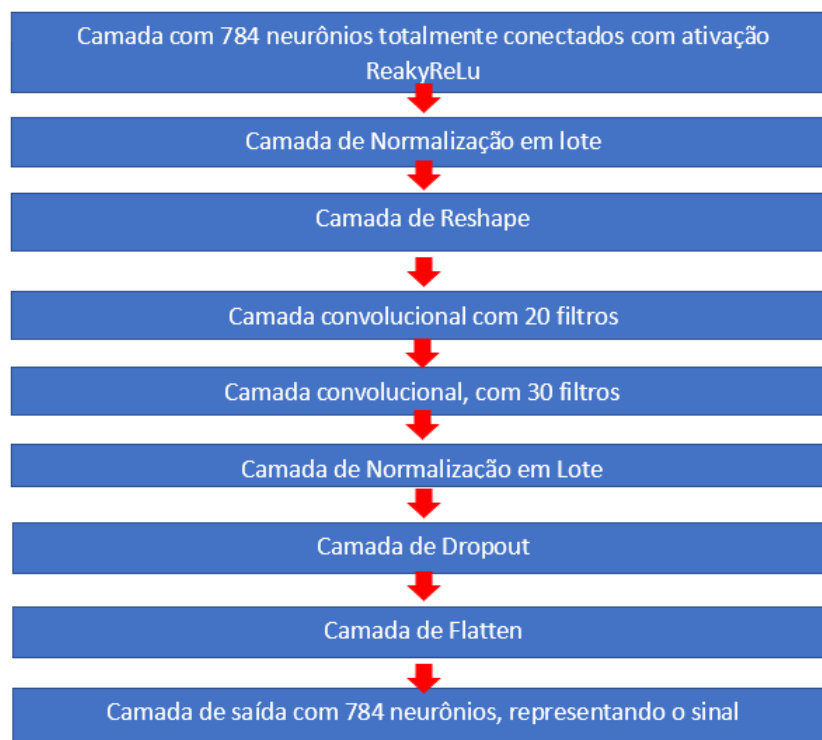 Camada com 784 neurônios totalmente conectados com ativação
ReakyReLu
Camada de Normalização em lote
Camada de Reshape
Camada convolucional com 20 filtros
Camada convolucional, com 30 filtros
Camada de Normalização em Lote
Camada de Dropout
Camada de Flatten
Camada de saída com 784 neurônios, representando o sinal